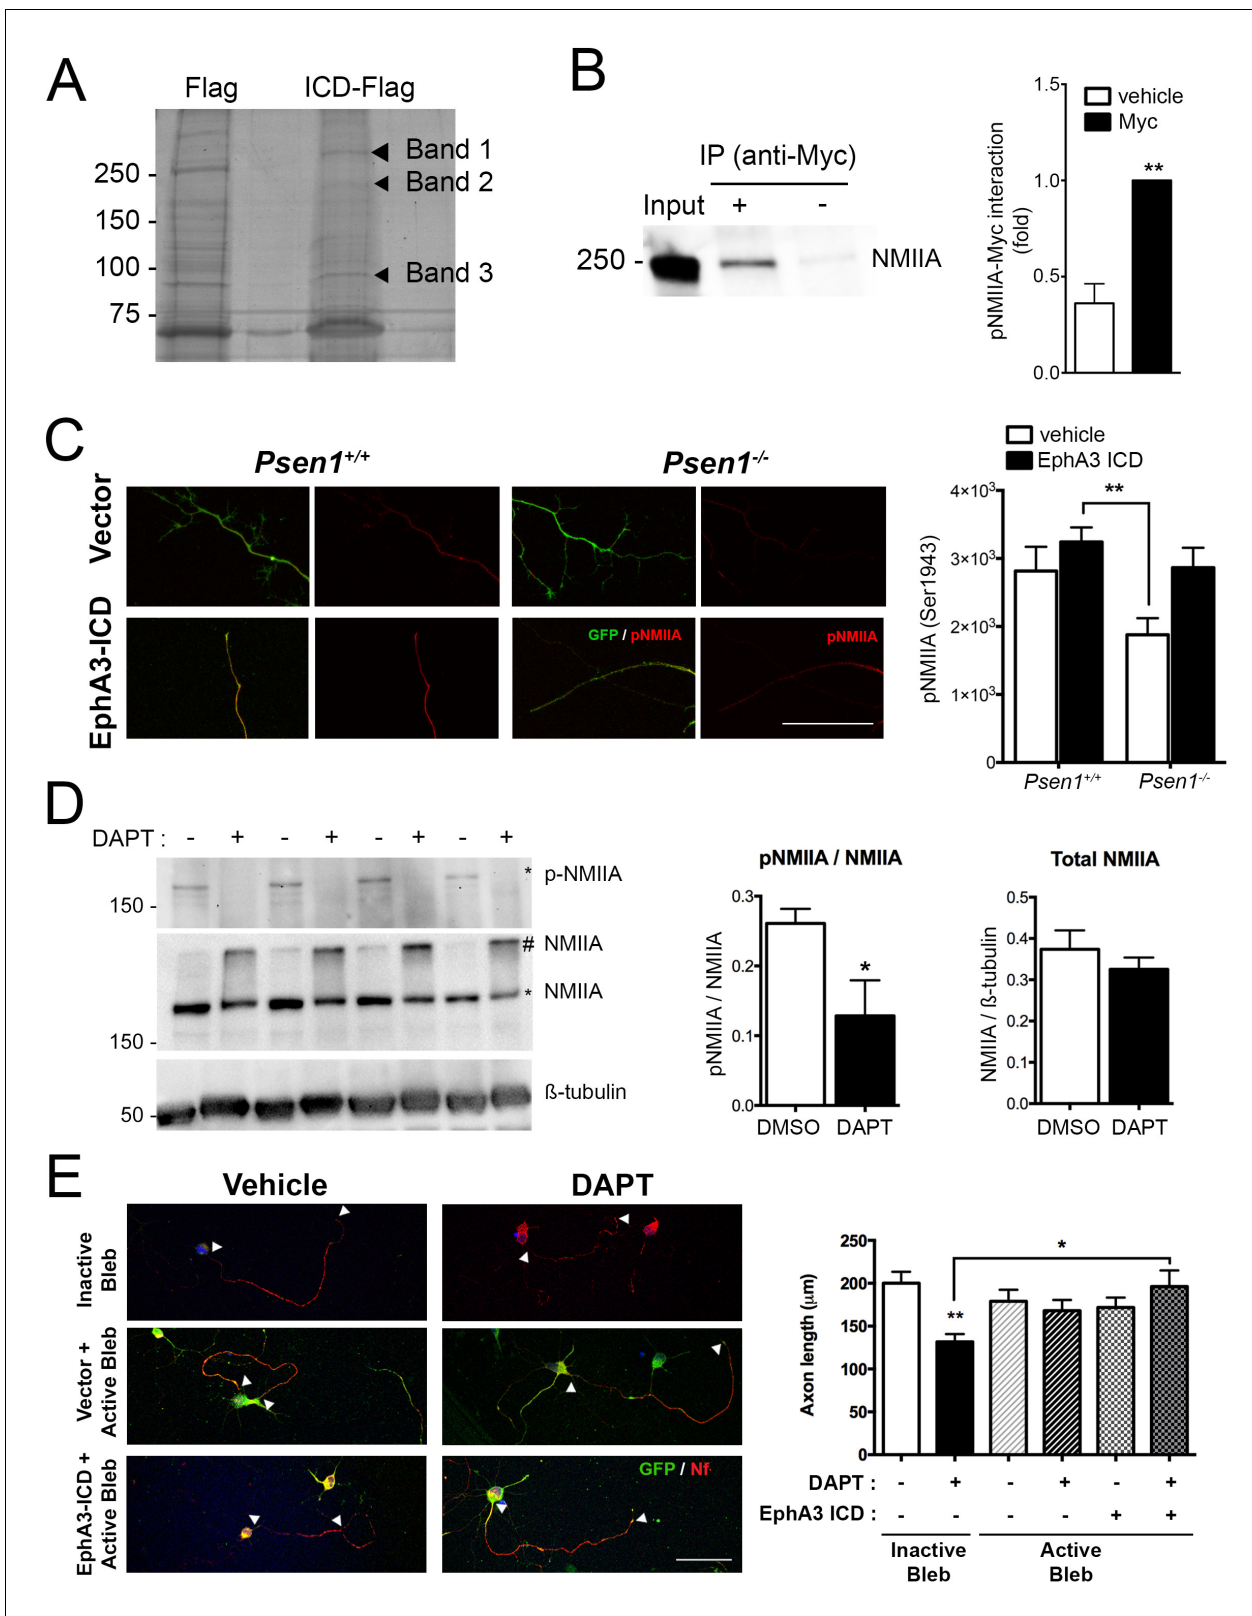 A
Flag ICD-Flag
Band 1
250 -
Band 2
150 -
100 -
Band 3
75 -
B
IP (anti-Myc)
Input + -
250 -
NMIIA
vehicle
Myc
pNMIIA-Myc interaction
(fold)
1.5
1.0
0.5
0.0
**
C
Psen1+/+ Psen1-/-
Vector
EphA3-ICD
GFP / pNMIIA
pNMIIA
vehicle
EphA3 ICD
pNMIIA (Ser1943)
4×10³
3×10³
2×10³
1×10³
0
**
Psen1+/+ Psen1-/-
D
DAPT : - + - + - + - +
* p-NMIIA
150 -
# NMIIA
* NMIIA
150 -
ß-tubulin
50 -
pNMIIA / NMIIA
pNMIIA / NMIIA
0.3
0.2
0.1
0.0
*
DMSO DAPT
Total NMIIA
NMIIA / ß-tubulin
0.5
0.4
0.3
0.2
0.1
0.0
DMSO DAPT
E
Vehicle DAPT
Inactive
Bleb
Vector +
Active Bleb
EphA3-ICD +
Active Bleb
GFP / Nf
Axon length (µm)
250
200
150
100
50
0
**
*
DAPT : - + - + - +
EphA3 ICD : - - - - + +
Inactive
Bleb
Active
Bleb